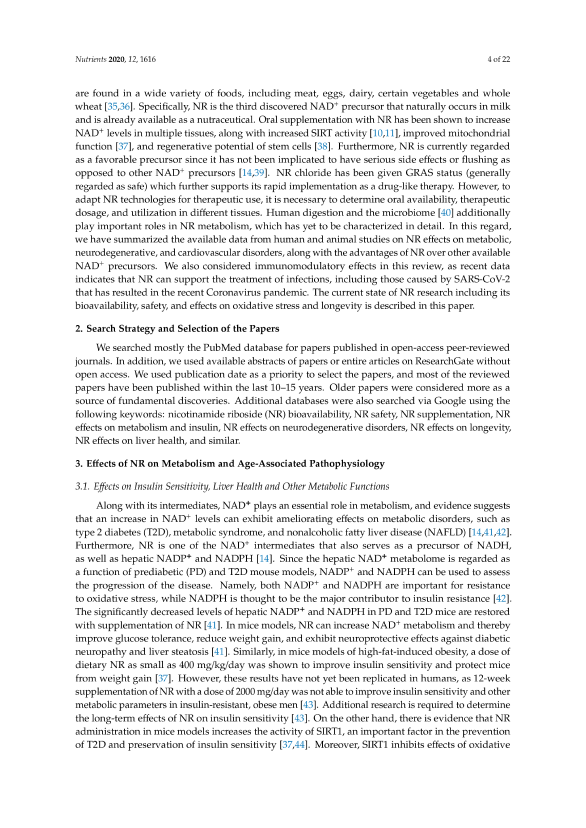 Nutrients 2020, 12, 1616
4 of 22
are found in a wide variety of foods, including meat, eggs, dairy, certain vegetables and whole
wheat [35,36]. Specifically, NR is the third discovered NAD+ precursor that naturally occurs in milk
and is already available as a nutraceutical. Oral supplementation with NR has been shown to increase
NAD+ levels in multiple tissues, along with increased SIRT activity [10,11], improved mitochondrial
function [37], and regenerative potential of stem cells [38]. Furthermore, NR is currently regarded
as a favorable precursor since it has not been implicated to have serious side effects or flushing as
opposed to other NAD+ precursors [14,39]. NR chloride has been given GRAS status (generally
regarded as safe) which further supports its rapid implementation as a drug-like therapy. However, to
adapt NR technologies for therapeutic use, it is necessary to determine oral availability, therapeutic
dosage, and utilization in different tissues. Human digestion and the microbiome [40] additionally
play important roles in NR metabolism, which has yet to be characterized in detail. In this regard,
we have summarized the available data from human and animal studies on NR effects on metabolic,
neurodegenerative, and cardiovascular disorders, along with the advantages of NR over other available
NAD+ precursors. We also considered immunomodulatory effects in this review, as recent data
indicates that NR can support the treatment of infections, including those caused by SARS-CoV-2
that has resulted in the recent Coronavirus pandemic. The current state of NR research including its
bioavailability, safety, and effects on oxidative stress and longevity is described in this paper.
2. Search Strategy and Selection of the Papers
We searched mostly the PubMed database for papers published in open-access peer-reviewed
journals. In addition, we used available abstracts of papers or entire articles on ResearchGate without
open access. We used publication date as a priority to select the papers, and most of the reviewed
papers have been published within the last 10–15 years. Older papers were considered more as a
source of fundamental discoveries. Additional databases were also searched via Google using the
following keywords: nicotinamide riboside (NR) bioavailability, NR safety, NR supplementation, NR
effects on metabolism and insulin, NR effects on neurodegenerative disorders, NR effects on longevity,
NR effects on liver health, and similar.
3. Effects of NR on Metabolism and Age-Associated Pathophysiology
3.1. Effects on Insulin Sensitivity, Liver Health and Other Metabolic Functions
Along with its intermediates, NAD+ plays an essential role in metabolism, and evidence suggests
that an increase in NAD+ levels can exhibit ameliorating effects on metabolic disorders, such as
type 2 diabetes (T2D), metabolic syndrome, and nonalcoholic fatty liver disease (NAFLD) [14,41,42].
Furthermore, NR is one of the NAD+ intermediates that also serves as a precursor of NADH,
as well as hepatic NADP+ and NADPH [14]. Since the hepatic NAD+ metabolome is regarded as
a function of prediabetic (PD) and T2D mouse models, NADP+ and NADPH can be used to assess
the progression of the disease. Namely, both NADP+ and NADPH are important for resistance
to oxidative stress, while NADPH is thought to be the major contributor to insulin resistance [42].
The significantly decreased levels of hepatic NADP+ and NADPH in PD and T2D mice are restored
with supplementation of NR [41]. In mice models, NR can increase NAD+ metabolism and thereby
improve glucose tolerance, reduce weight gain, and exhibit neuroprotective effects against diabetic
neuropathy and liver steatosis [41]. Similarly, in mice models of high-fat-induced obesity, a dose of
dietary NR as small as 400 mg/kg/day was shown to improve insulin sensitivity and protect mice
from weight gain [37]. However, these results have not yet been replicated in humans, as 12-week
supplementation of NR with a dose of 2000 mg/day was not able to improve insulin sensitivity and other
metabolic parameters in insulin-resistant, obese men [43]. Additional research is required to determine
the long-term effects of NR on insulin sensitivity [43]. On the other hand, there is evidence that NR
administration in mice models increases the activity of SIRT1, an important factor in the prevention
of T2D and preservation of insulin sensitivity [37,44]. Moreover, SIRT1 inhibits effects of oxidative